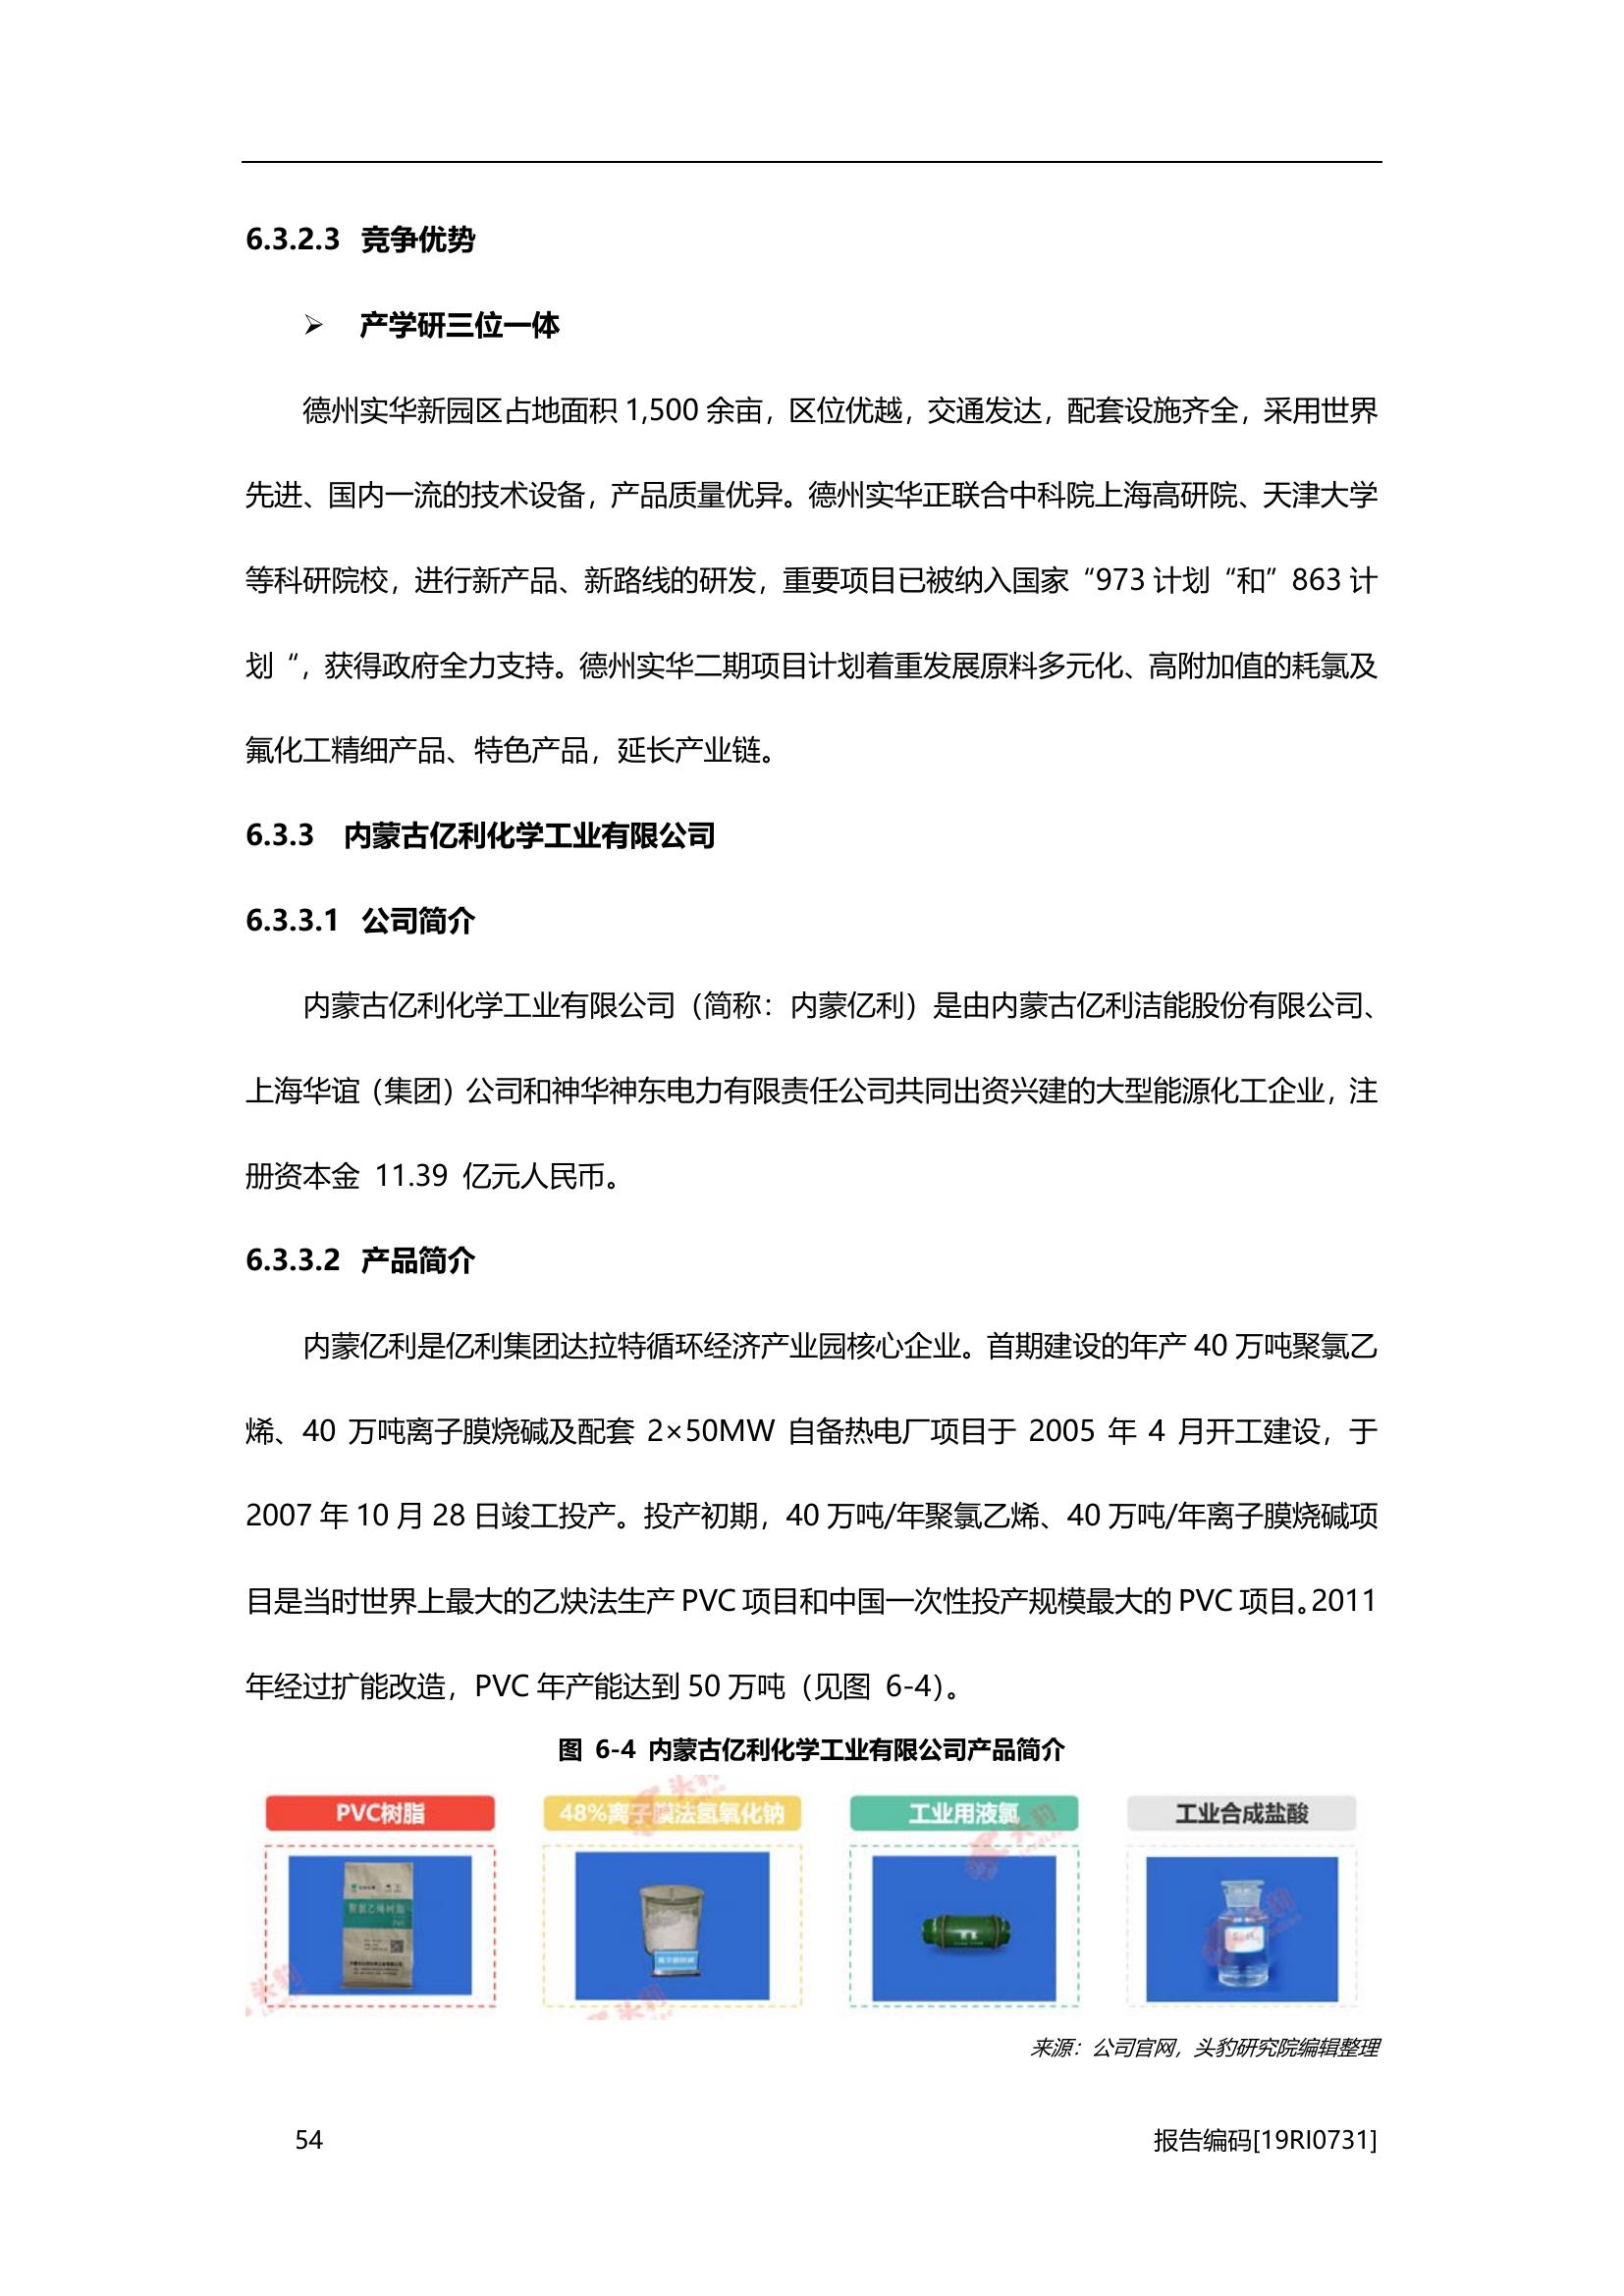 6.3.2.3 竞争优势
➢ 产学研三位一体
德州实华新园区占地面积 1,500 余亩，区位优越，交通发达，配套设施齐全，采用世界
先进、国内一流的技术设备，产品质量优异。德州实华正联合中科院上海高研院、天津大学
等科研院校，进行新产品、新路线的研发，重要项目已被纳入国家“973 计划“和”863 计
划“，获得政府全力支持。德州实华二期项目计划着重发展原料多元化、高附加值的耗氯及
氟化工精细产品、特色产品，延长产业链。
6.3.3 内蒙古亿利化学工业有限公司
6.3.3.1 公司简介
内蒙古亿利化学工业有限公司（简称：内蒙亿利）是由内蒙古亿利洁能股份有限公司、
上海华谊（集团）公司和神华神东电力有限责任公司共同出资兴建的大型能源化工企业，注
册资本金 11.39 亿元人民币。
6.3.3.2 产品简介
内蒙亿利是亿利集团达拉特循环经济产业园核心企业。首期建设的年产 40 万吨聚氯乙
烯、40 万吨离子膜烧碱及配套 2×50MW 自备热电厂项目于 2005 年 4 月开工建设，于
2007 年 10 月 28 日竣工投产。投产初期，40 万吨/年聚氯乙烯、40 万吨/年离子膜烧碱项
目是当时世界上最大的乙炔法生产 PVC 项目和中国一次性投产规模最大的 PVC 项目。2011
年经过扩能改造，PVC 年产能达到 50 万吨（见图 6-4）。
图 6-4 内蒙古亿利化学工业有限公司产品简介
PVC树脂
48%离子膜法氢氧化钠
工业用液氯
工业合成盐酸
聚氯乙烯树脂
头豹
头豹
头豹
头豹
来源：公司官网，头豹研究院编辑整理
54
报告编码[19RI0731]